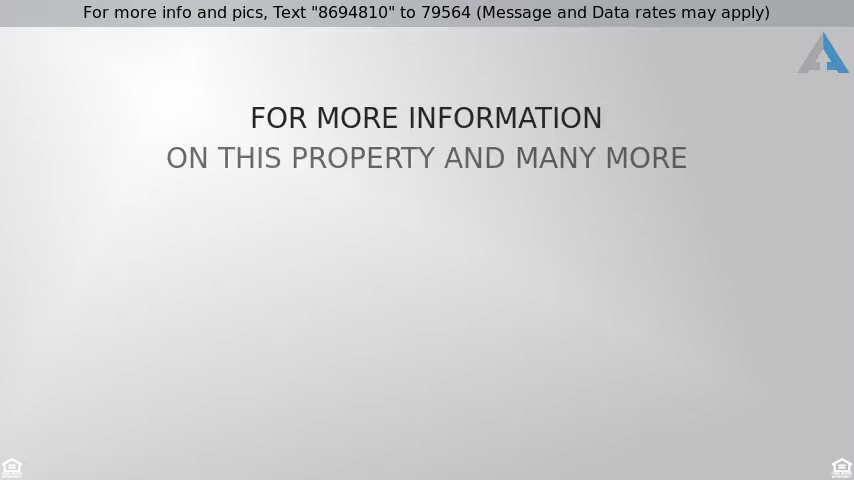 For more info and pics, Text "8694810" to 79564 (Message and Data rates may apply)
FOR MORE INFORMATION
ON THIS PROPERTY AND MANY MORE